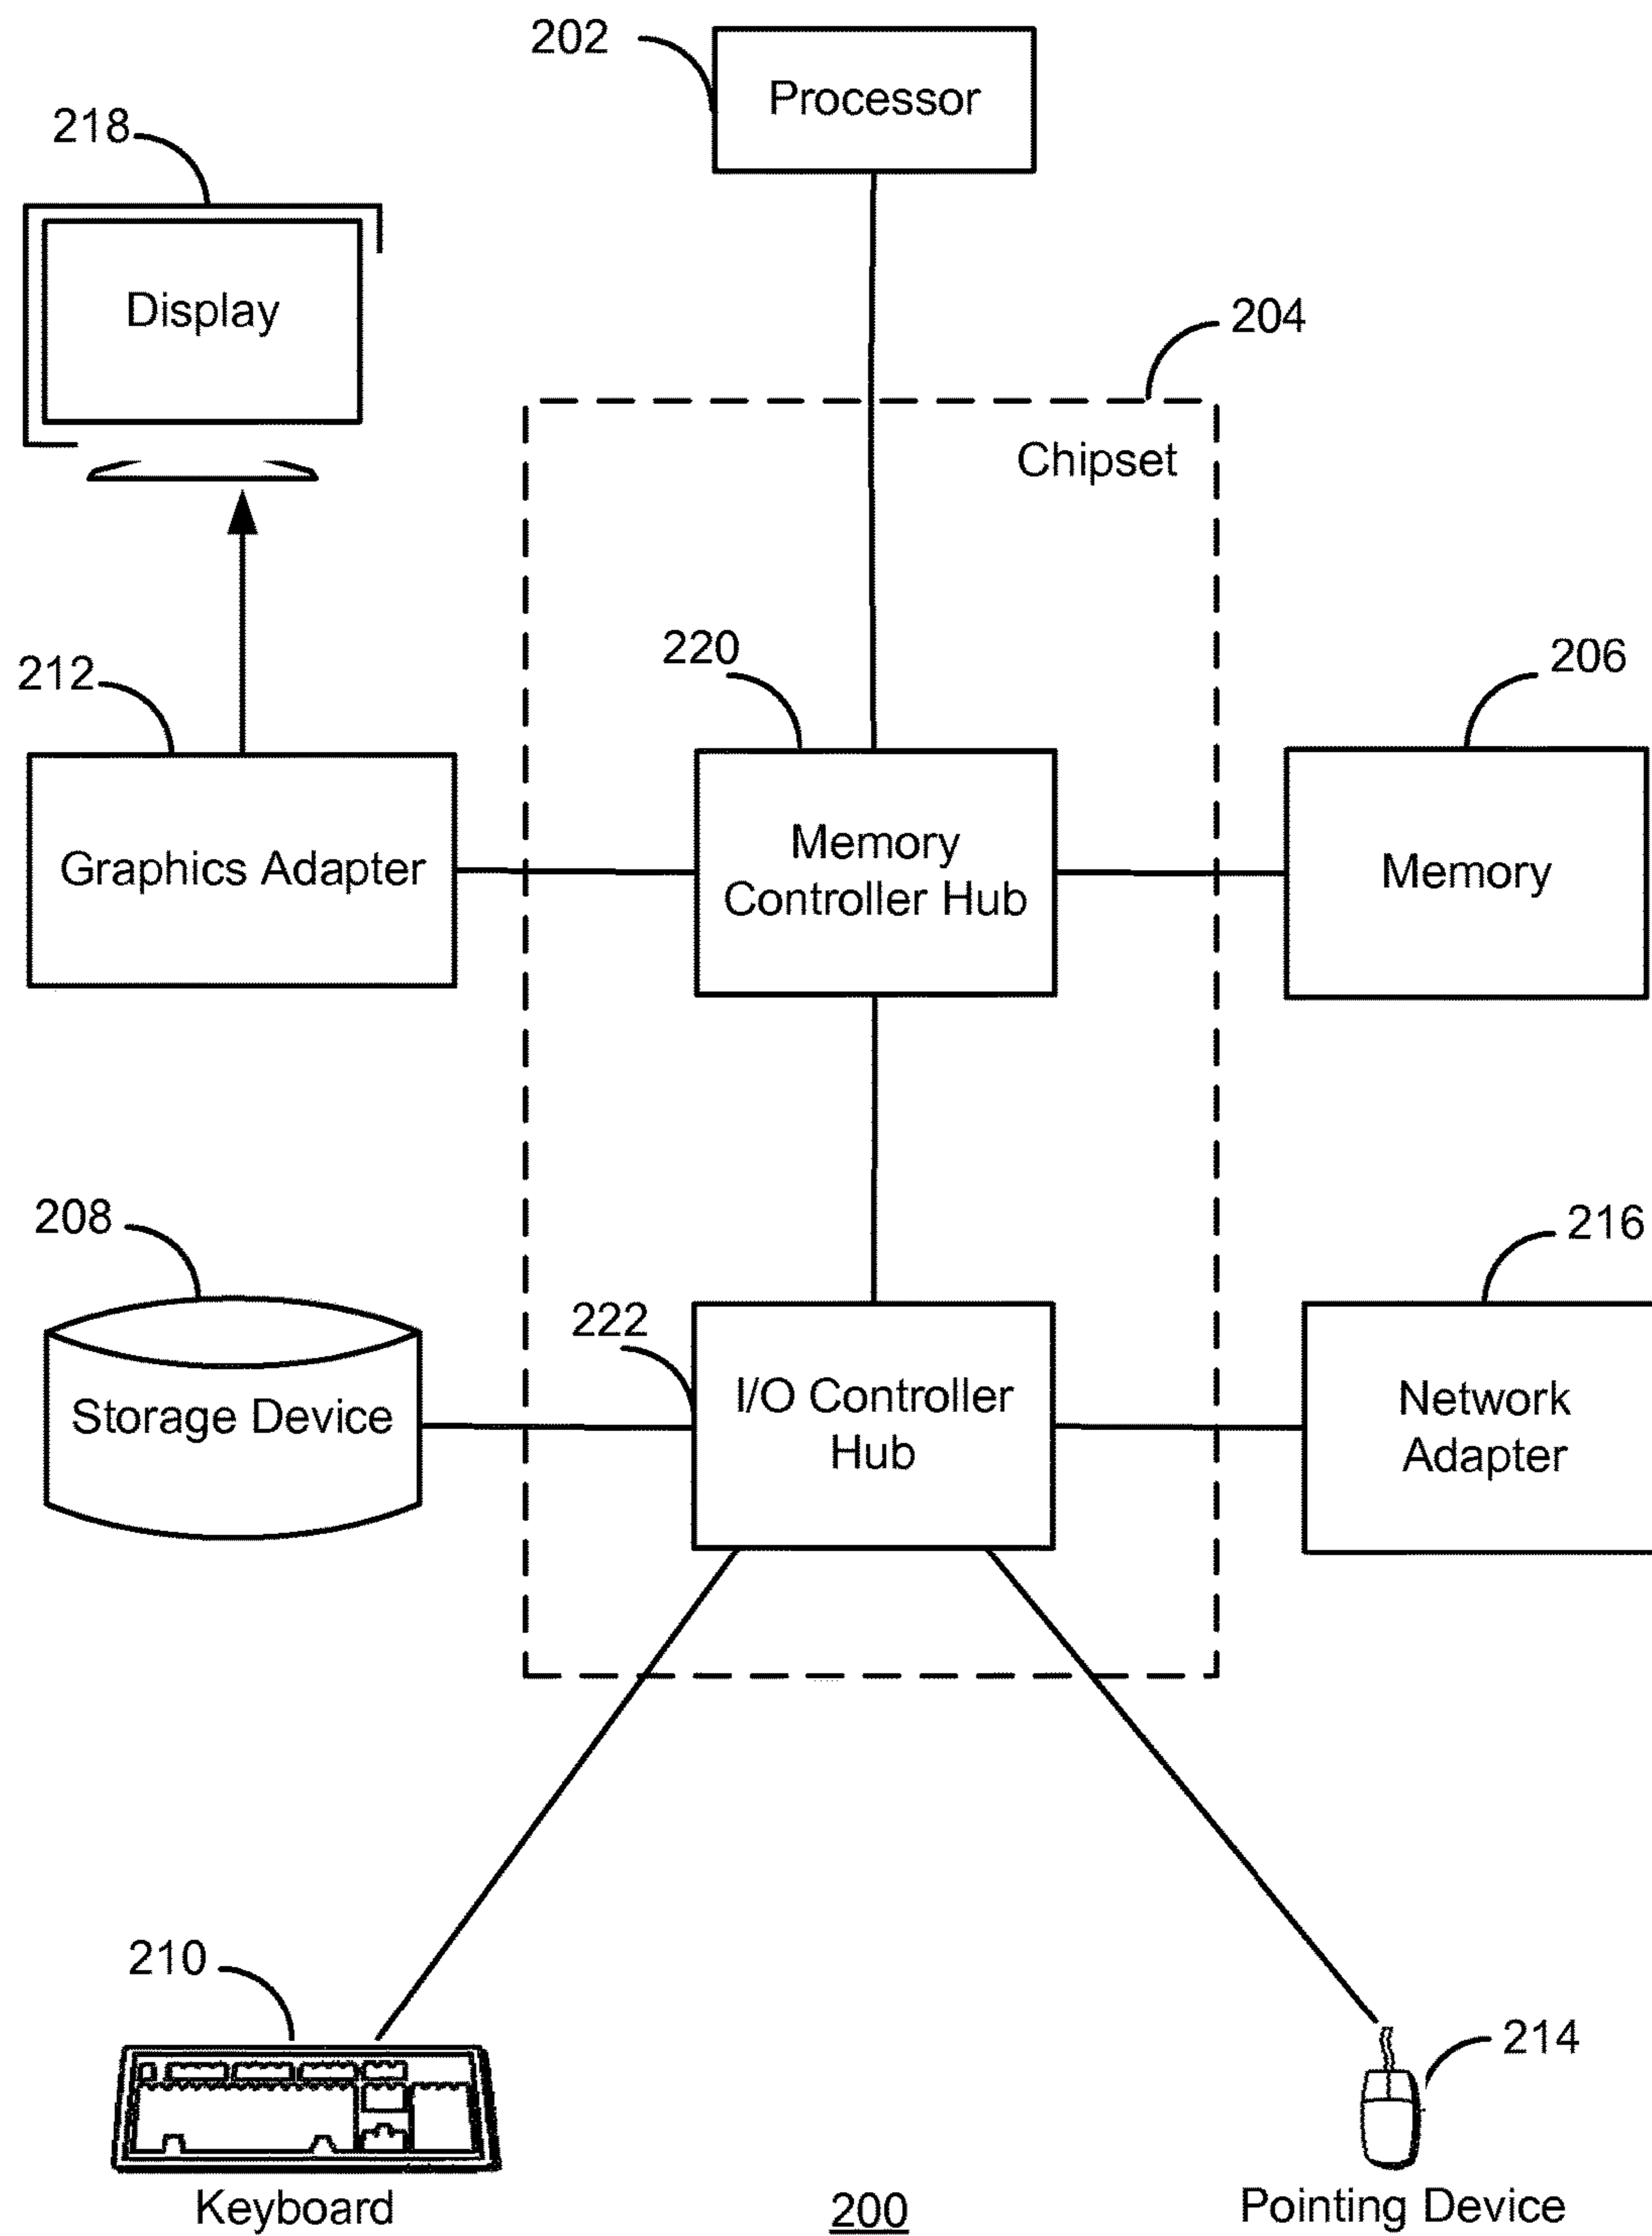 202
Processor
218
Display
204
Chipset
220
206
212
Memory
Controller Hub
Graphics Adapter
Memory
208
216
222
I/O Controller
Hub
Storage Device
Network
Adapter
210
214
Keyboard
200
Pointing Device